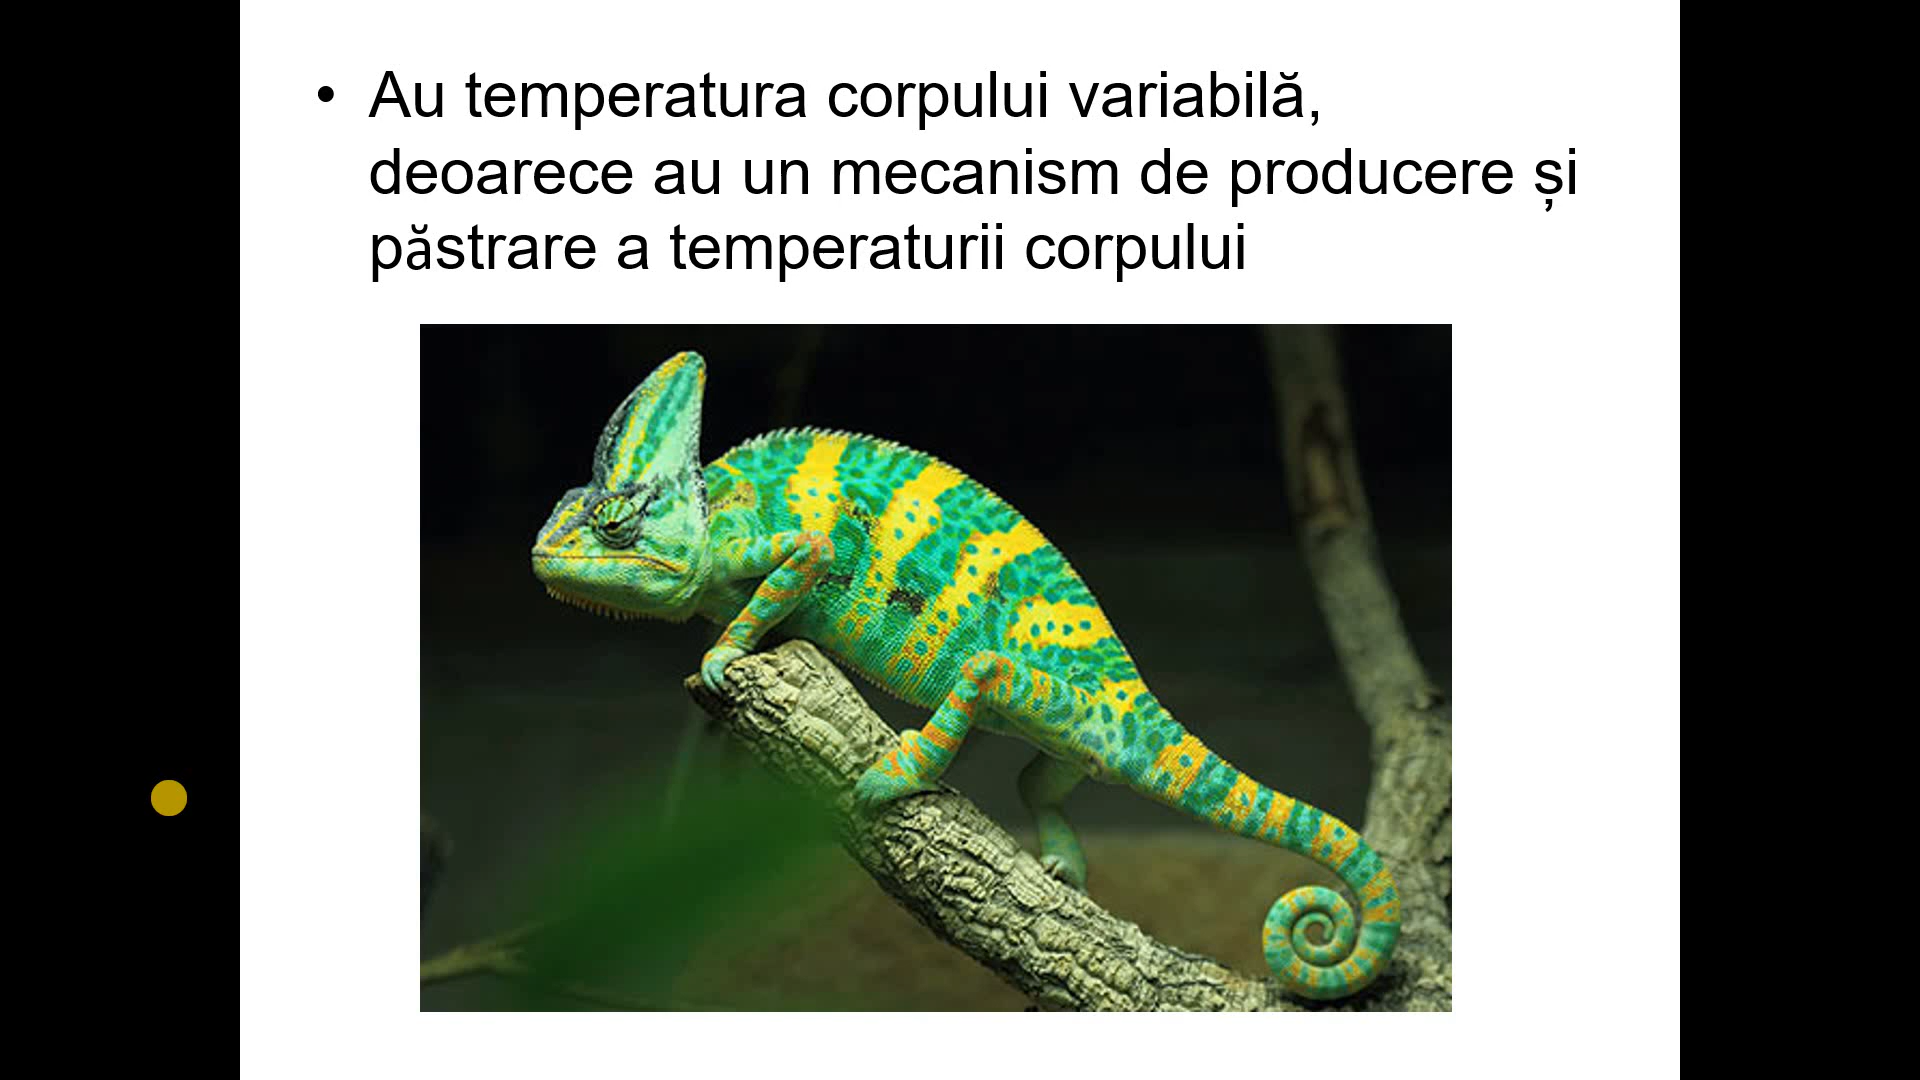 • Au temperatura corpului variabilă,
deoarece au un mecanism de producere și
păstrare a temperaturii corpului